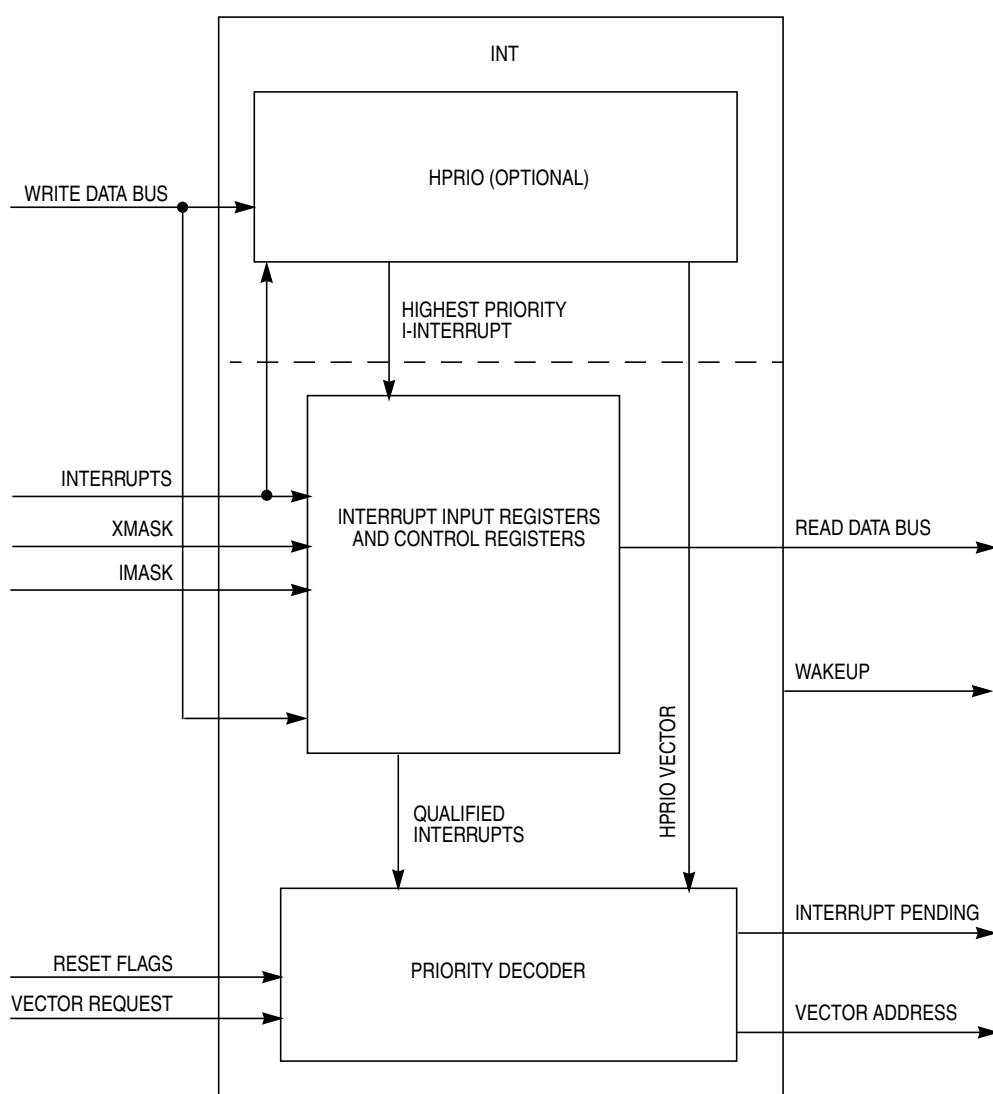 INT
HPRIO (OPTIONAL)
WRITE DATA BUS
HIGHEST PRIORITY
I-INTERRUPT
INTERRUPTS
XMASK
IMASK
INTERRUPT INPUT REGISTERS
AND CONTROL REGISTERS
READ DATA BUS
WAKEUP
HPRIO VECTOR
QUALIFIED
INTERRUPTS
INTERRUPT PENDING
RESET FLAGS
PRIORITY DECODER
VECTOR REQUEST
VECTOR ADDRESS